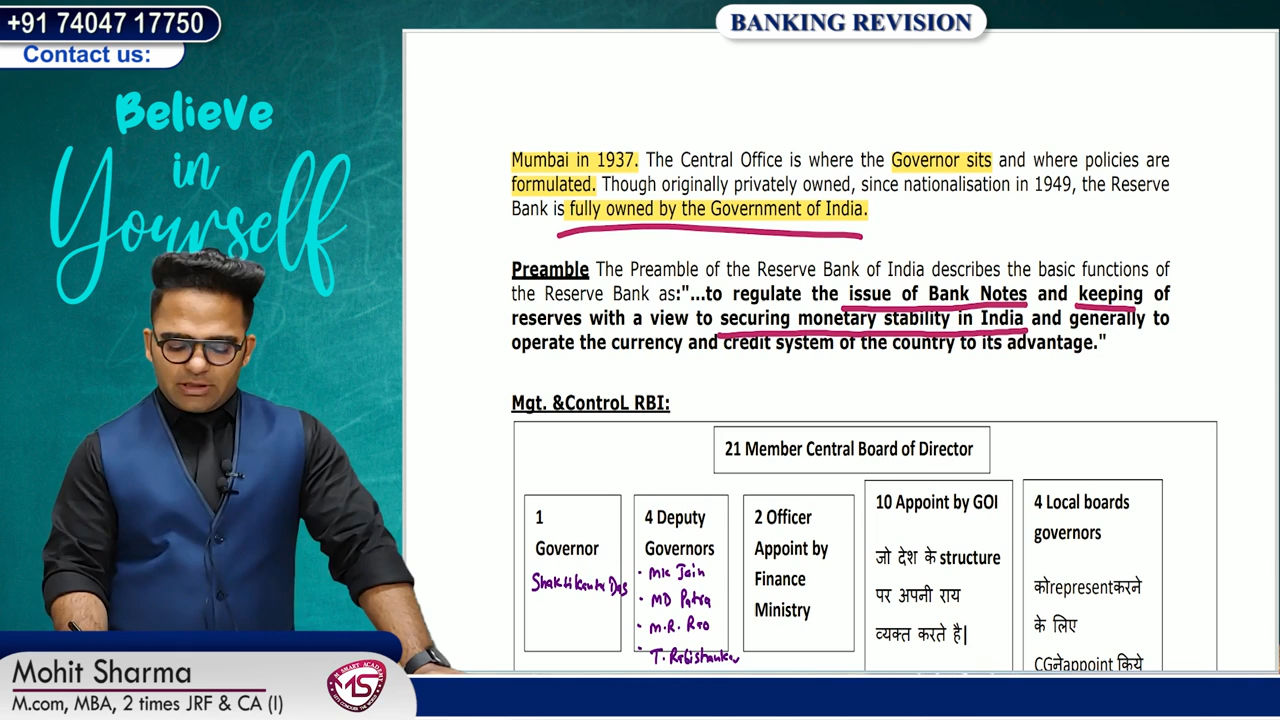 +91 74047 17750
Contact us:
BANKING REVISION
Believe
in
Yourself
Mumbai in 1937. The Central Office is where the Governor sits and where policies are
formulated. Though originally privately owned, since nationalisation in 1949, the Reserve
Bank is fully owned by the Government of India.
Preamble The Preamble of the Reserve Bank of India describes the basic functions of
the Reserve Bank as:"...to regulate the issue of Bank Notes and keeping of
reserves with a view to securing monetary stability in India and generally to
operate the currency and credit system of the country to its advantage."
Mgt. &ControL RBI:
21 Member Central Board of Director
1
Governor
Shaktikanta Das
4 Deputy
Governors
· MK Jain
· MD Patra
· M.R. Rao
· T. Rabishankar
2 Officer
Appoint by
Finance
Ministry
10 Appoint by GOI
जो देश के structure
पर अपनी राय
व्यक्त करते है|
4 Local boards
governors
कोrepresentकरने
के लिए
CGनेappoint किये
Mohit Sharma
M.com, MBA, 2 times JRF & CA (I)
MS